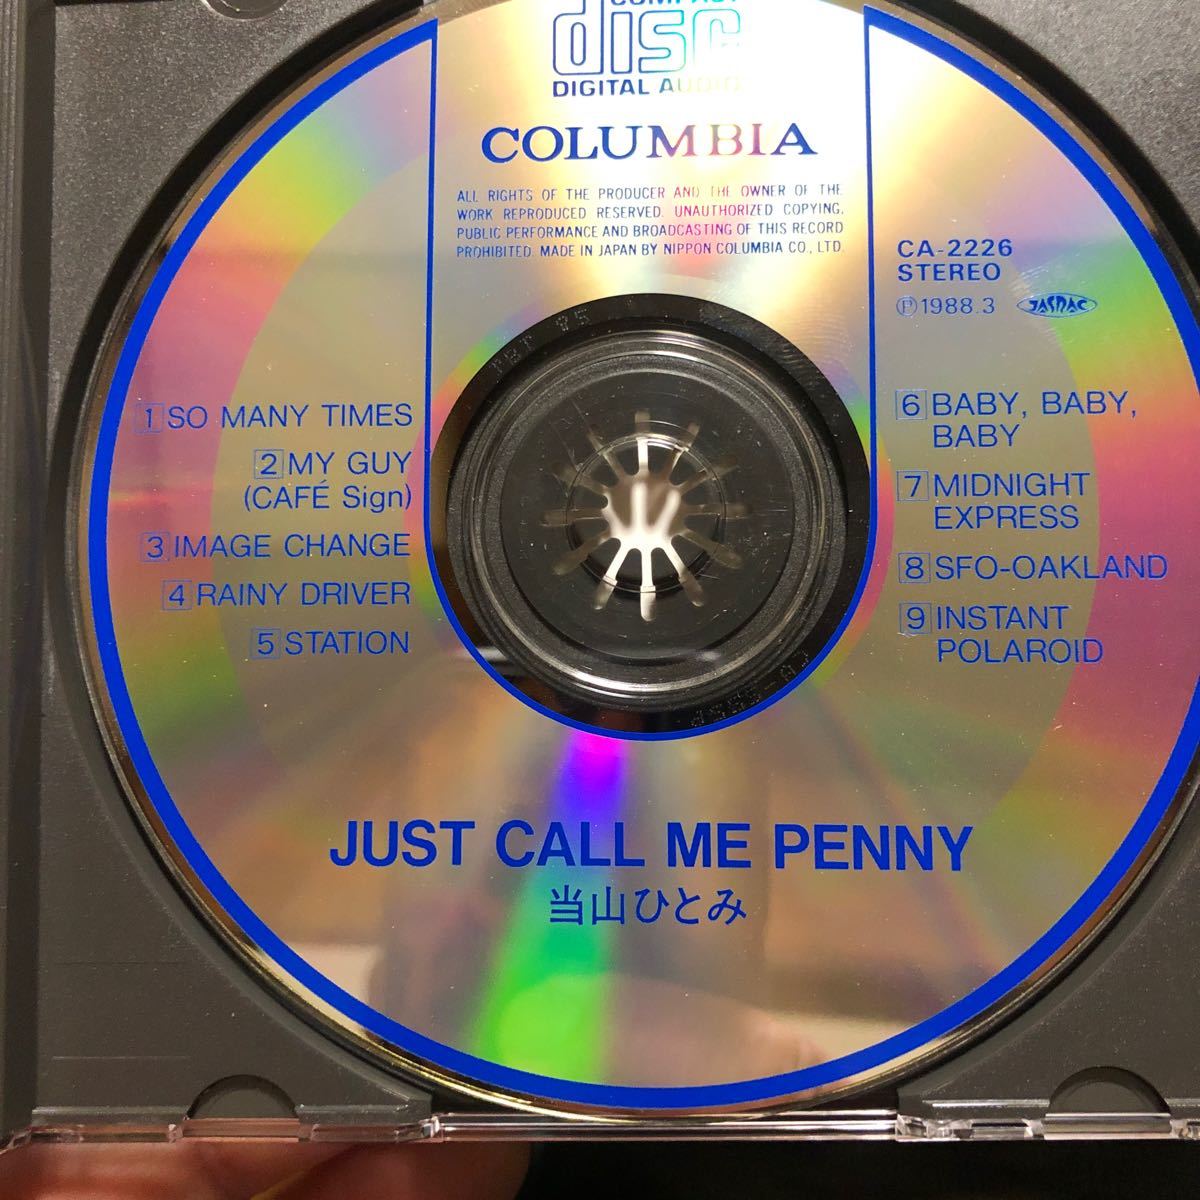 COMPACT
disc
DIGITAL AUDIO
COLUMBIA
ALL RIGHTS OF THE PRODUCER AND THE OWNER OF THE
WORK REPRODUCED RESERVED. UNAUTHORIZED COPYING,
PUBLIC PERFORMANCE AND BROADCASTING OF THIS RECORD
PROHIBITED. MADE IN JAPAN BY NIPPON COLUMBIA CO., LTD.
CA-2226
STEREO
Ⓟ1988.3 JASRAC
1 SO MANY TIMES
2 MY GUY
(CAFÉ Sign)
3 IMAGE CHANGE
4 RAINY DRIVER
5 STATION
6 BABY, BABY,
BABY
7 MIDNIGHT
EXPRESS
8 SFO-OAKLAND
9 INSTANT
POLAROID
JUST CALL ME PENNY
当山ひとみ